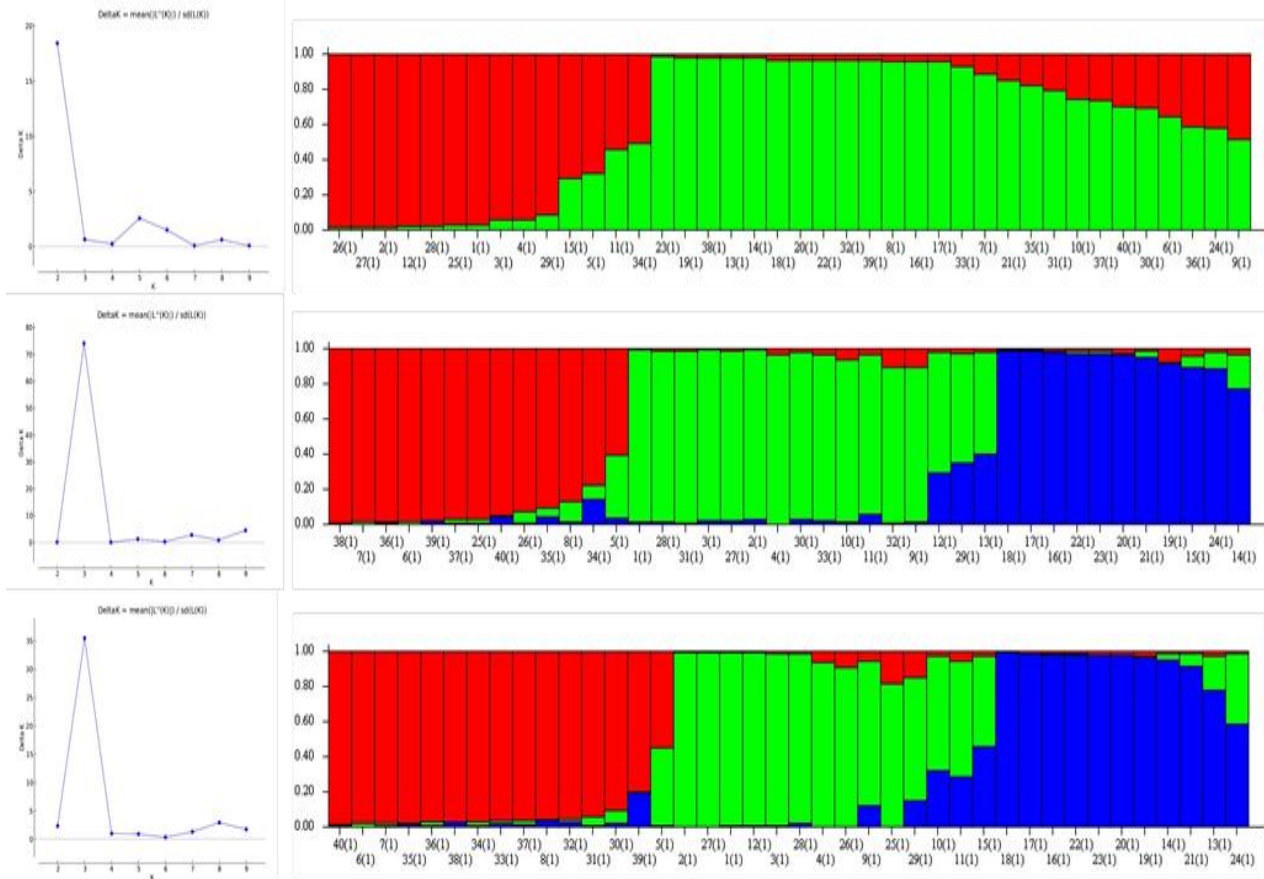 DeltaK = mean(|L"(K)|) / sd(L(K))
20
15
10
5
0
Delta K
2 3 4 5 6 7 8 9
K
1.00
0.80
0.60
0.40
0.20
0.00
26(1) 2(1) 28(1) 1(1) 4(1) 15(1) 11(1) 23(1) 38(1) 14(1) 20(1) 32(1) 8(1) 17(1) 7(1) 35(1) 10(1) 40(1) 6(1) 24(1)
27(1) 12(1) 25(1) 3(1) 29(1) 5(1) 34(1) 19(1) 13(1) 18(1) 22(1) 39(1) 16(1) 33(1) 21(1) 31(1) 37(1) 30(1) 36(1) 9(1)
DeltaK = mean(|L"(K)|) / sd(L(K))
80
70
60
50
40
30
20
10
0
Delta K
2 3 4 5 6 7 8 9
K
1.00
0.80
0.60
0.40
0.20
0.00
38(1) 36(1) 39(1) 25(1) 26(1) 8(1) 5(1) 28(1) 3(1) 2(1) 30(1) 10(1) 32(1) 12(1) 13(1) 17(1) 22(1) 20(1) 19(1) 24(1)
7(1) 6(1) 37(1) 40(1) 35(1) 34(1) 1(1) 31(1) 27(1) 4(1) 33(1) 11(1) 9(1) 29(1) 18(1) 16(1) 23(1) 21(1) 15(1) 14(1)
DeltaK = mean(|L"(K)|) / sd(L(K))
35
30
25
20
15
10
5
0
Delta K
2 3 4 5 6 7 8 9
K
1.00
0.80
0.60
0.40
0.20
0.00
40(1) 7(1) 36(1) 34(1) 37(1) 32(1) 30(1) 5(1) 27(1) 12(1) 28(1) 26(1) 25(1) 10(1) 15(1) 17(1) 22(1) 20(1) 14(1) 13(1)
6(1) 35(1) 38(1) 33(1) 8(1) 31(1) 39(1) 2(1) 1(1) 3(1) 4(1) 9(1) 29(1) 11(1) 18(1) 16(1) 23(1) 19(1) 21(1) 24(1)